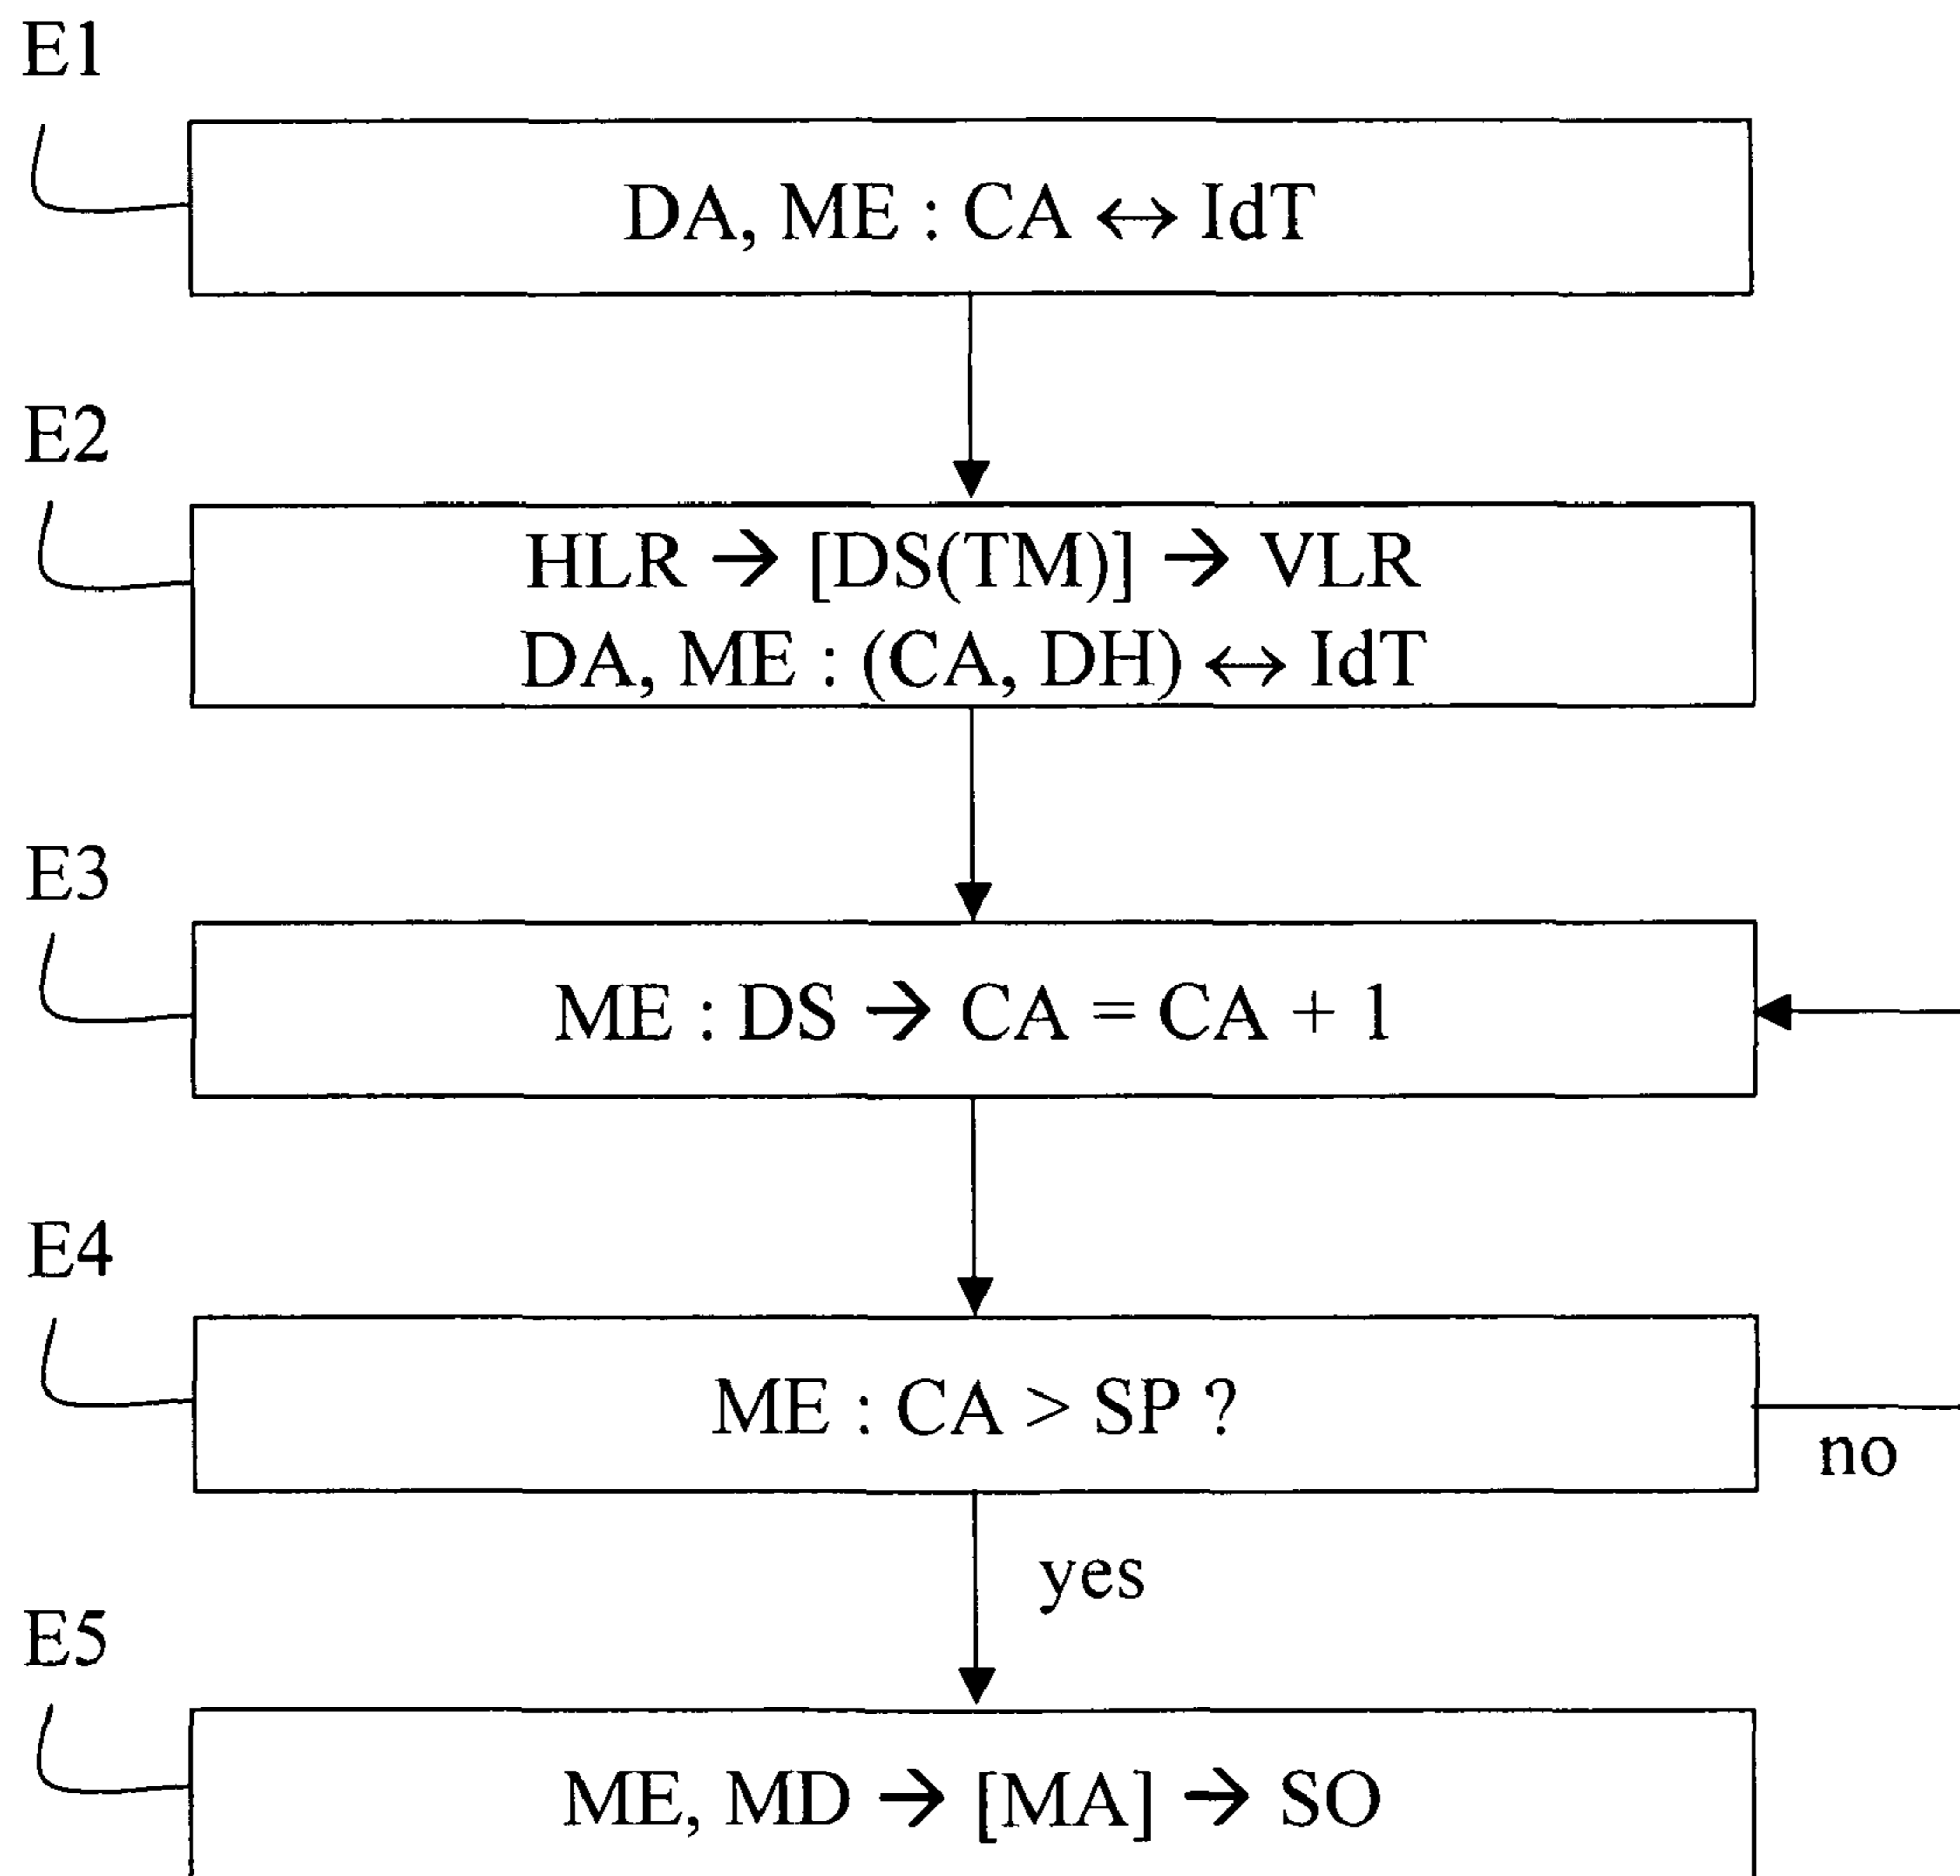 E1
DA, ME : CA ↔ IdT
E2
HLR → [DS(TM)] → VLR
DA, ME : (CA, DH) ↔ IdT
E3
ME : DS → CA = CA + 1
E4
ME : CA > SP ?
no
yes
E5
ME, MD → [MA] → SO